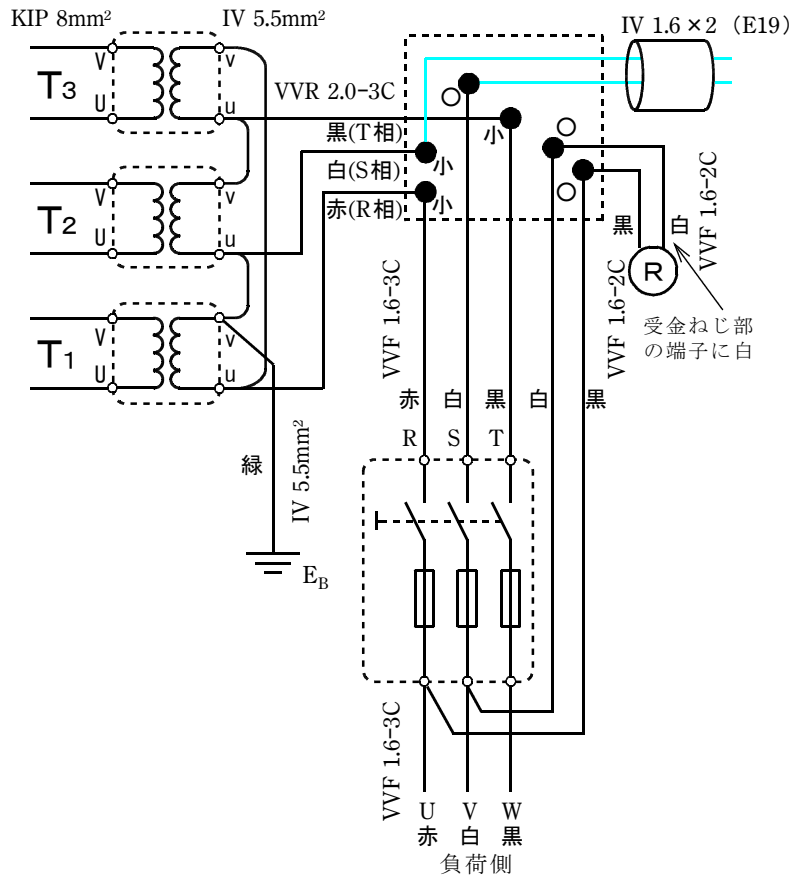 KIP 8mm²
IV 5.5mm²
IV 1.6×2 (E19)
V
v
T3
U
u
VVR 2.0-3C
小
黒(T相)
小
白(S相)
小
赤(R相)
V
v
T2
U
u
VVF 1.6-2C
黒
白
R
VVF 1.6-3C
VVF 1.6-2C
V
v
T1
U
u
受金ねじ部
の端子に白
赤
白
黒
白
黒
R
S
T
緑
IV 5.5mm²
EB
VVF 1.6-3C
U
V
W
赤
白
黒
負荷側